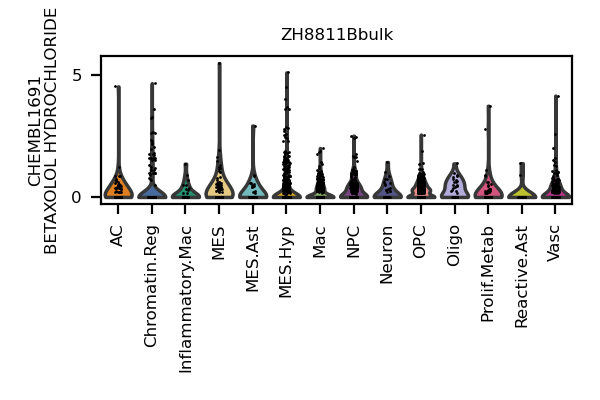 ZH8811Bbulk
CHEMBL1691
BETAXOLOL HYDROCHLORIDE
5
0
AC
Chromatin.Reg
Inflammatory.Mac
MES
MES.Ast
MES.Hyp
Mac
NPC
Neuron
OPC
Oligo
Prolif.Metab
Reactive.Ast
Vasc